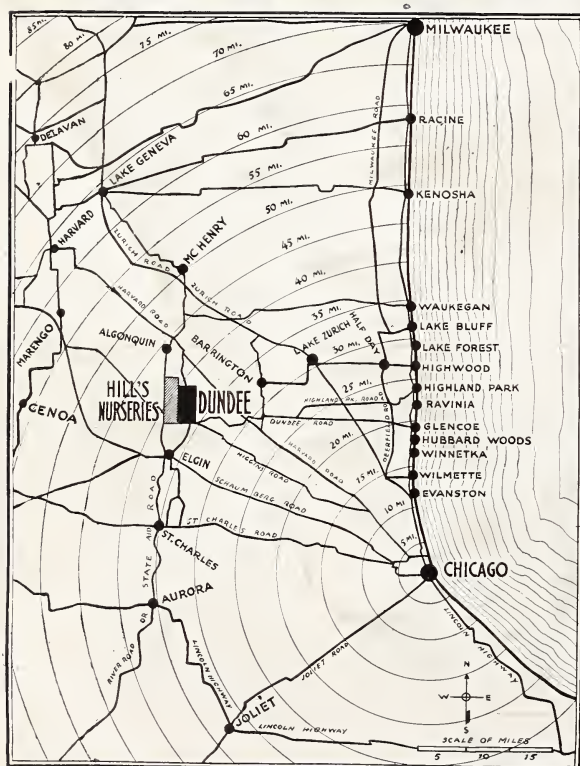 MILWAUKEE
85 MI.
80 MI.
75 MI.
70 MI.
65 MI.
60 MI.
55 MI.
50 MI.
45 MI.
40 MI.
35 MI.
30 MI.
25 MI.
20 MI.
15 MI.
10 MI.
5 MI.
DELAVAN
RACINE
MILWAUKEE ROAD
LAKE GENEVA
KENOSHA
HARVARD
MC HENRY
ZURICH ROAD
ZURICH ROAD
HARVARD ROAD
WAUKEGAN
LAKE BLUFF
MARENGO
ALGONQUIN
BARRINGTON
LAKE ZURICH
HALF DAY
LAKE FOREST
HIGHWOOD
HILL'S
NURSERIES
DUNDEE
GENOA
HIGHLAND PK. ROAD
HIGHLAND PARK
RAVINIA
DUNDEE ROAD
DEERFIELD RD
GLENCOE
HUBBARD WOODS
WINNETKA
HARVARD ROAD
ELGIN
HIGGINS ROAD
WILMETTE
EVANSTON
SCHAUMBERG ROAD
ST. CHARLES ROAD
ST. CHARLES
RIVER ROAD OR STATE AID ROAD
CHICAGO
AURORA
LINCOLN HIGHWAY
JOLIET ROAD
LINCOLN HIGHWAY
JOLIET
LINCOLN HIGHWAY
N
W E
S
SCALE OF MILES
5 10 15